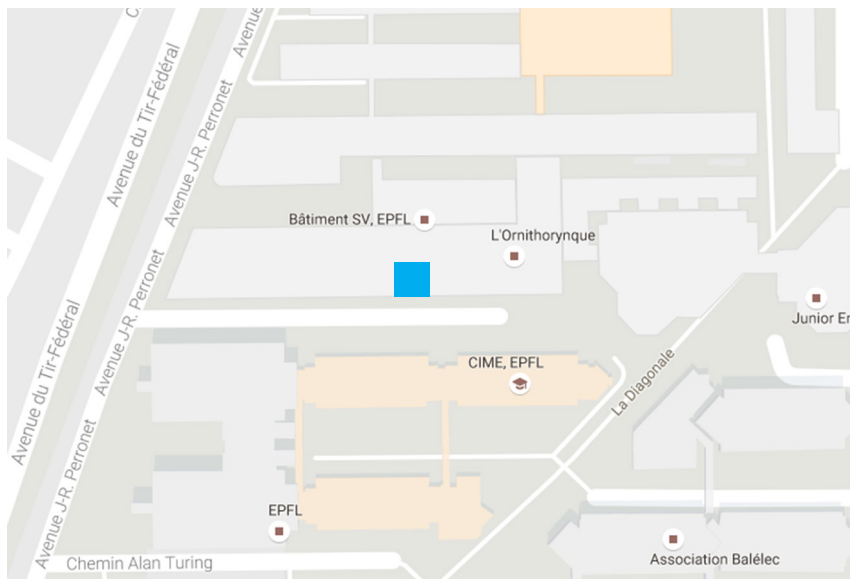 C
Avenue
Avenue du Tir-Fédéral
Avenue J-R. Perronet
Bâtiment SV, EPFL
L'Ornithorynque
Avenue J-R. Perronet
Junior Er
Avenue du Tir-Fédéral
CIME, EPFL
La Diagonale
Avenue J-R. Perronet
EPFL
Chemin Alan Turing
Association Balélec